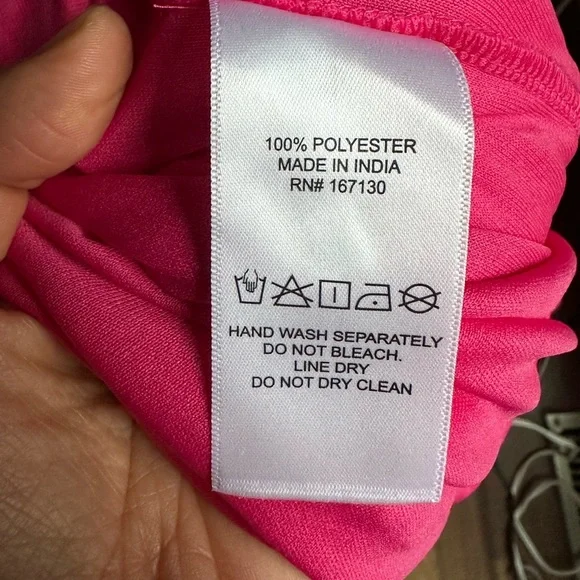 100% POLYESTER
MADE IN INDIA
RN# 167130
HAND WASH SEPARATELY
DO NOT BLEACH.
LINE DRY
DO NOT DRY CLEAN